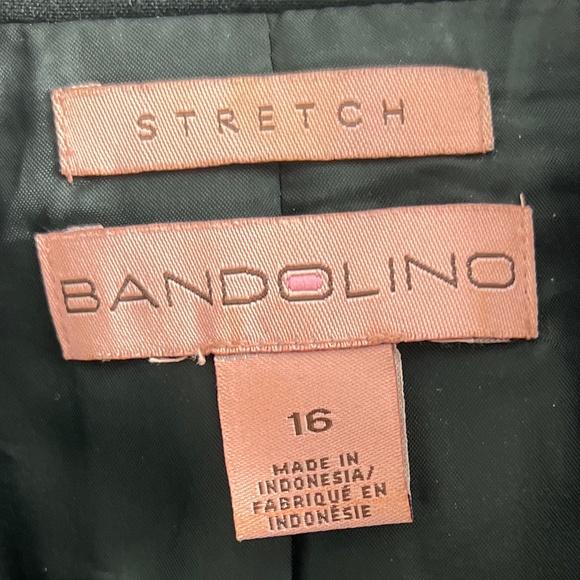 STRETCH
BANDOLINO
16
MADE IN
INDONESIA/
FABRIQUÉ EN
INDONÉSIE